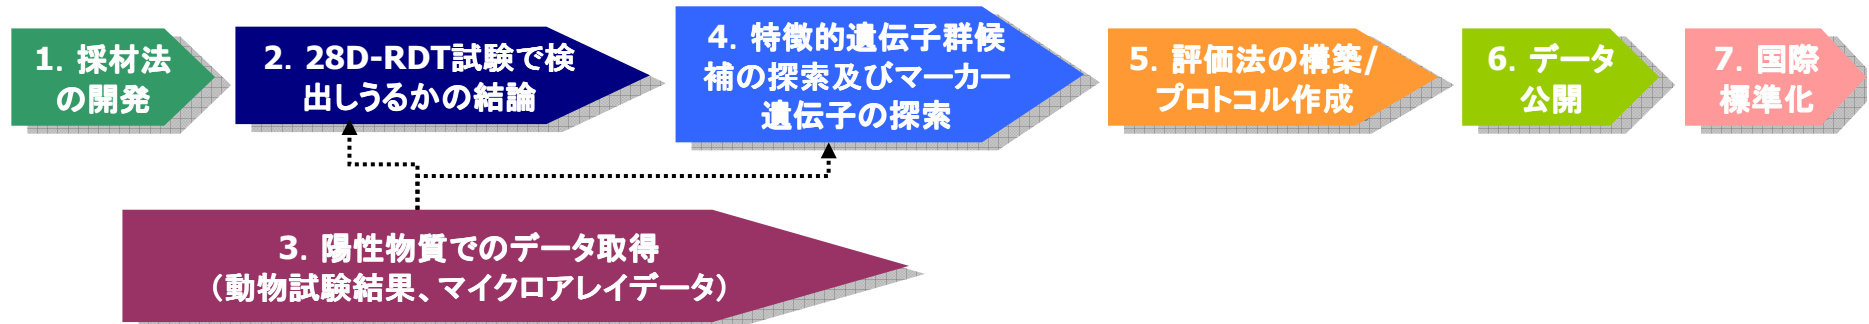 1. 採材法
の開発
2. 28D-RDT試験で検
出しうるかの結論
4. 特徴的遺伝子群候
補の探索及びマーカー
遺伝子の探索
5. 評価法の構築/
プロトコル作成
6. データ
公開
7. 国際
標準化
3. 陽性物質でのデータ取得
（動物試験結果、マイクロアレイデータ）